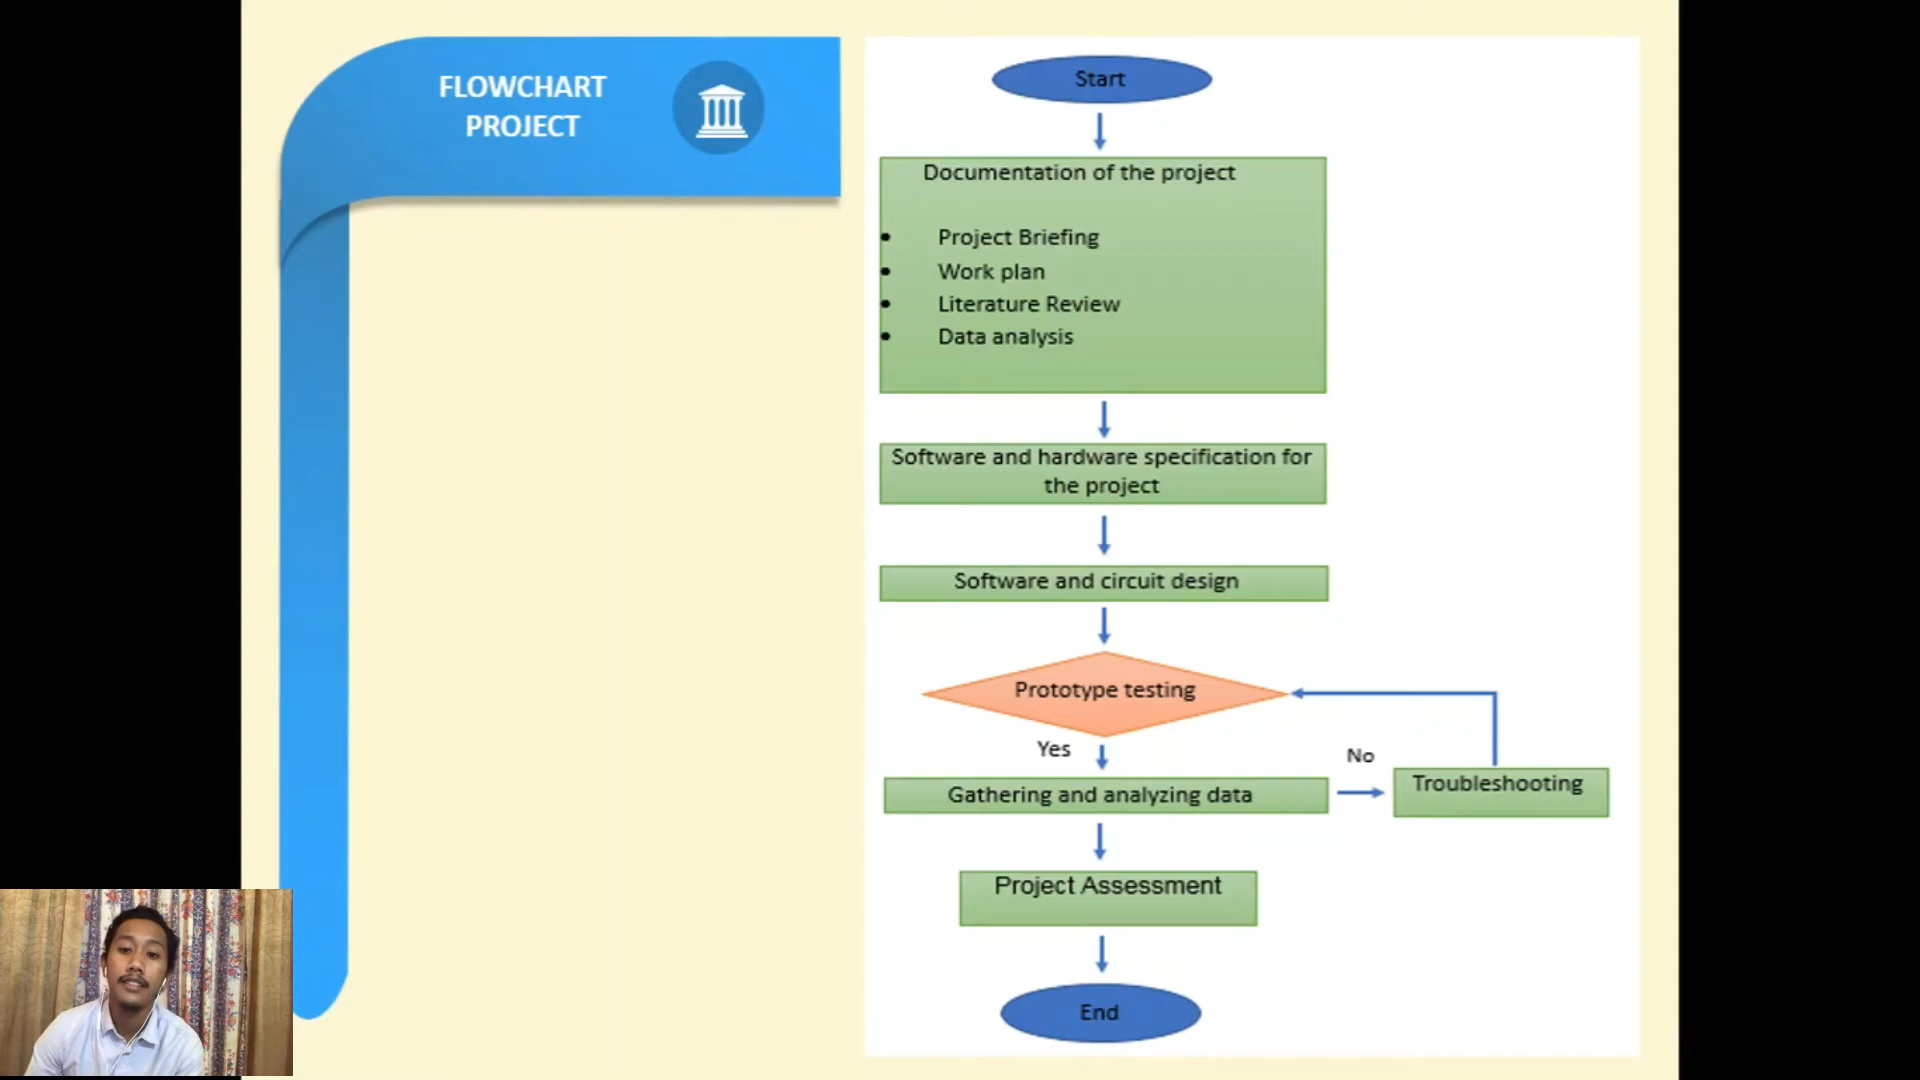 FLOWCHART
PROJECT
Start
Documentation of the project
• Project Briefing
• Work plan
• Literature Review
• Data analysis
Software and hardware specification for
the project
Software and circuit design
Prototype testing
Yes
No
Gathering and analyzing data
Troubleshooting
Project Assessment
End